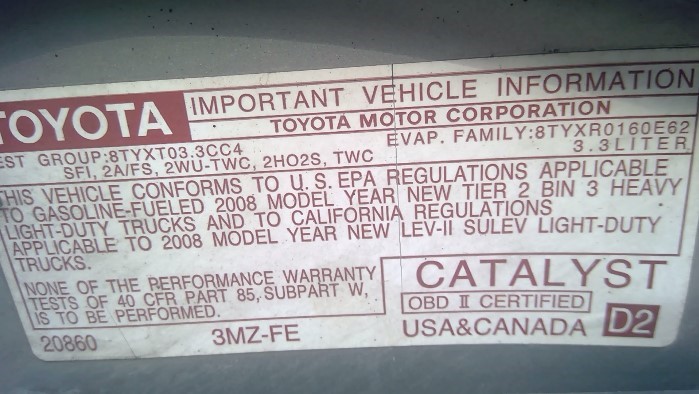 TOYOTA
IMPORTANT VEHICLE INFORMATION
TOYOTA MOTOR CORPORATION
EST GROUP:8TYXT03.3CC4
EVAP. FAMILY:8TYXR0160E62
SFI, 2A/FS, 2WU-TWC, 2HO2S, TWC
3.3LITER
THIS VEHICLE CONFORMS TO U.S. EPA REGULATIONS APPLICABLE
TO GASOLINE-FUELED 2008 MODEL YEAR NEW TIER 2 BIN 3 HEAVY
LIGHT-DUTY TRUCKS AND TO CALIFORNIA REGULATIONS
APPLICABLE TO 2008 MODEL YEAR NEW LEV-II SULEV LIGHT-DUTY
TRUCKS.
NONE OF THE PERFORMANCE WARRANTY
TESTS OF 40 CFR PART 85, SUBPART W,
IS TO BE PERFORMED.
20860
3MZ-FE
CATALYST
OBD II CERTIFIED
USA&CANADA D2